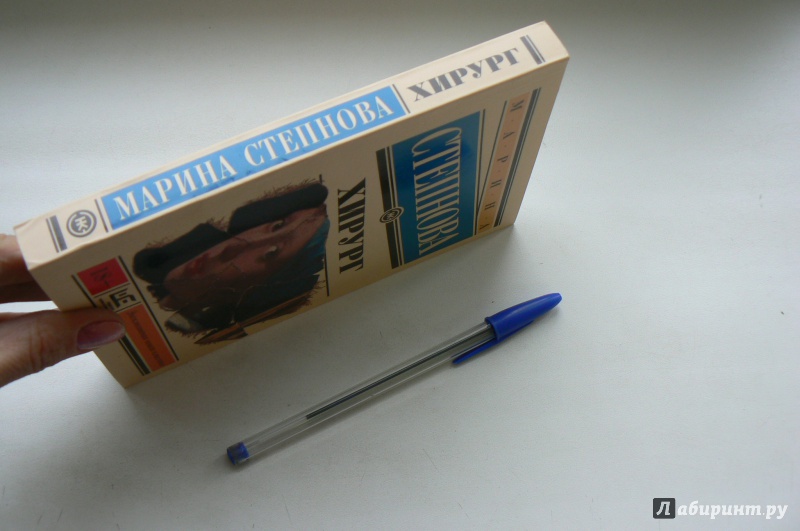 МАРИНА СТЕПНОВА
ХИРУРГ
МАРИНА
СТЕПНОВА
ХИРУРГ
Лабиринт.ру